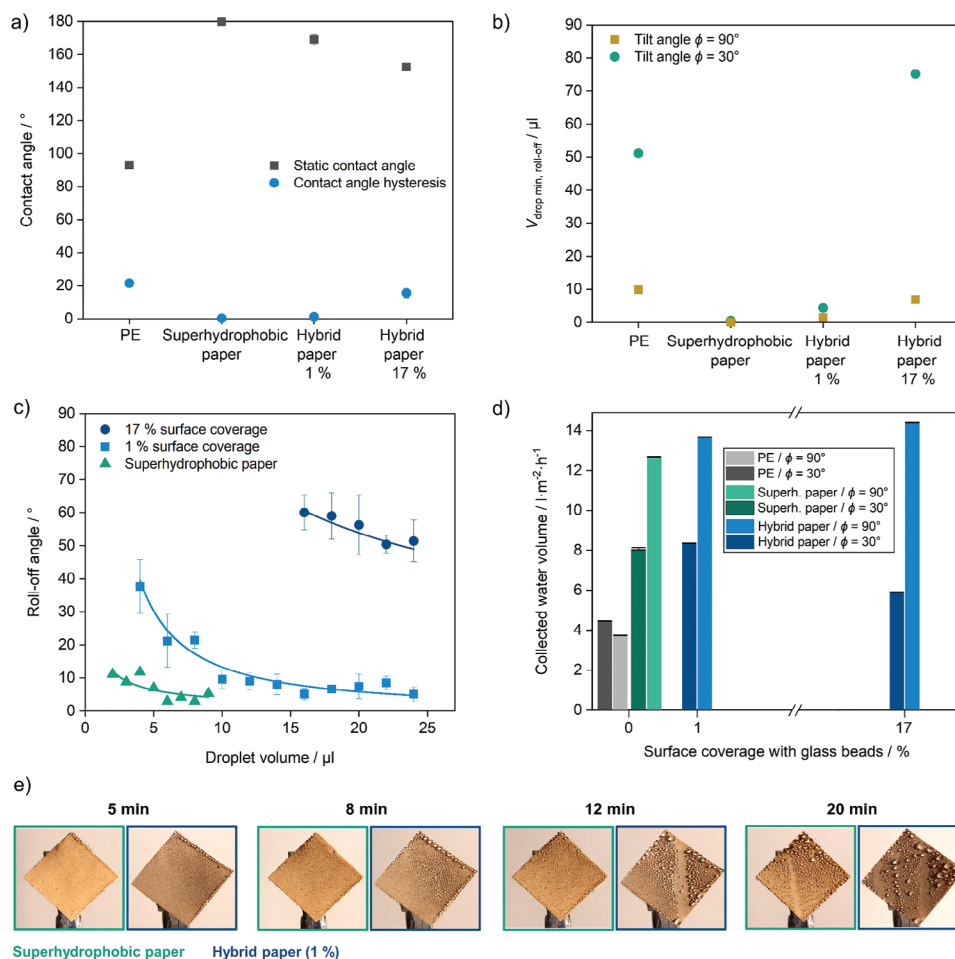 a)
Contact angle / °
180
160
140
120
100
80
60
40
20
0
Static contact angle
Contact angle hysteresis
PE
Superhydrophobic
paper
Hybrid
paper
1 %
Hybrid
paper
17 %
b)
V drop min, roll-off / µl
90
80
70
60
50
40
30
20
10
0
Tilt angle ϕ = 90°
Tilt angle ϕ = 30°
PE
Superhydrophobic
paper
Hybrid
paper
1 %
Hybrid
paper
17 %
c)
Roll-off angle / °
90
80
70
60
50
40
30
20
10
0
17 % surface coverage
1 % surface coverage
Superhydrophobic paper
0 5 10 15 20 25
Droplet volume / µl
d)
Collected water volume / l·m⁻²·h⁻¹
14
12
10
8
6
4
2
0
PE / ϕ = 90°
PE / ϕ = 30°
Superh. paper / ϕ = 90°
Superh. paper / ϕ = 30°
Hybrid paper / ϕ = 90°
Hybrid paper / ϕ = 30°
0 1 17
Surface coverage with glass beads / %
e)
5 min 8 min 12 min 20 min
Superhydrophobic paper Hybrid paper (1 %)